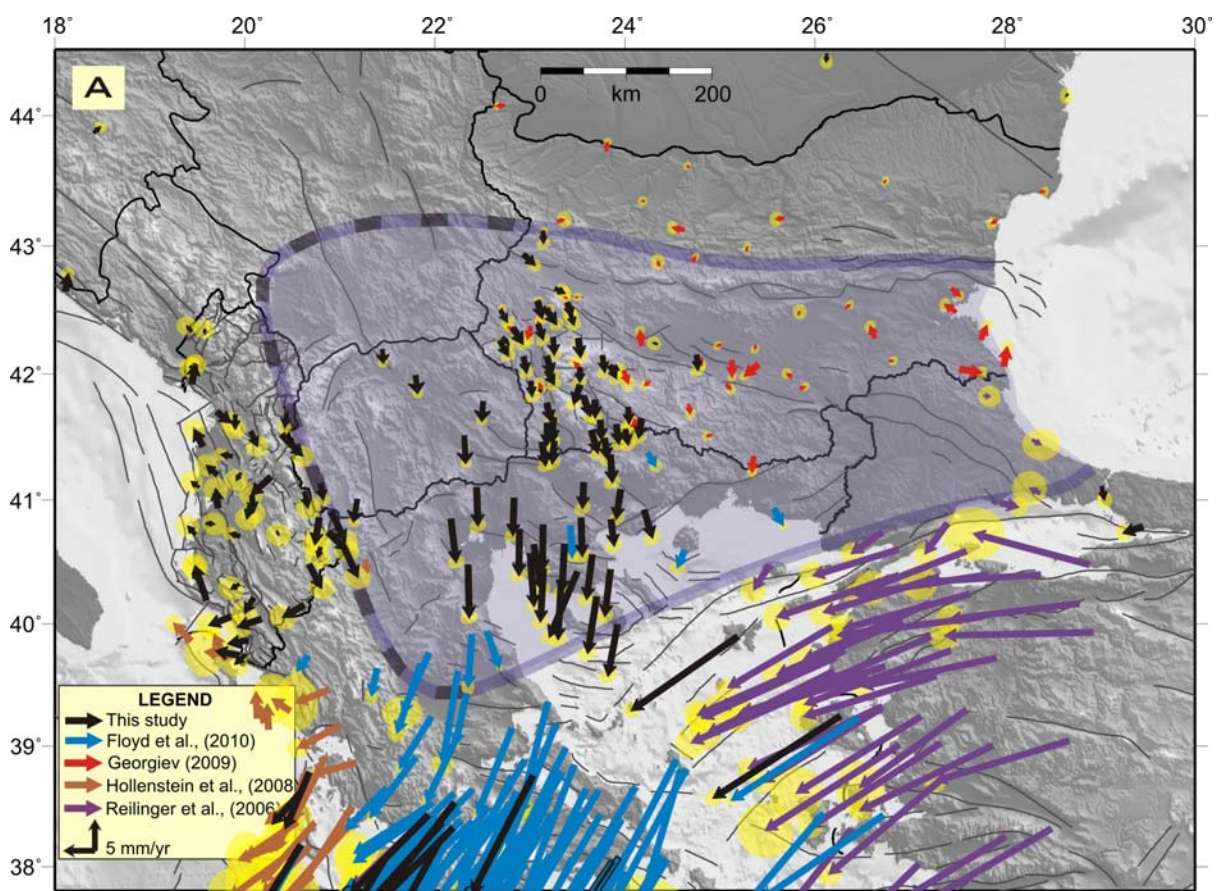 18 20 22 24 26 28 30
A
0 km 200
44°
43°
42°
41°
40°
39°
38°
LEGEND
This study
Floyd et al., (2010)
Georgiev (2009)
Hollenstein et al., (2008)
Reilinger et al., (2006)
5 mm/yr